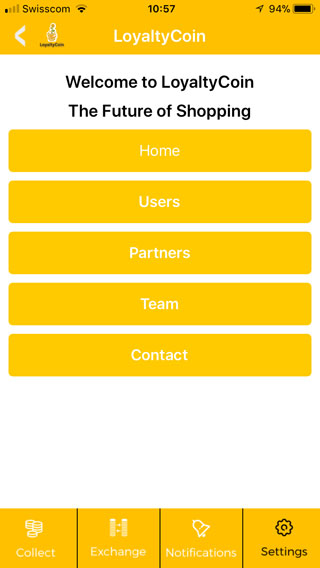 Swisscom 10:57 94%
LoyaltyCoin LoyaltyCoin
Welcome to LoyaltyCoin
The Future of Shopping
Home
Users
Partners
Team
Contact
Collect Exchange Notifications Settings